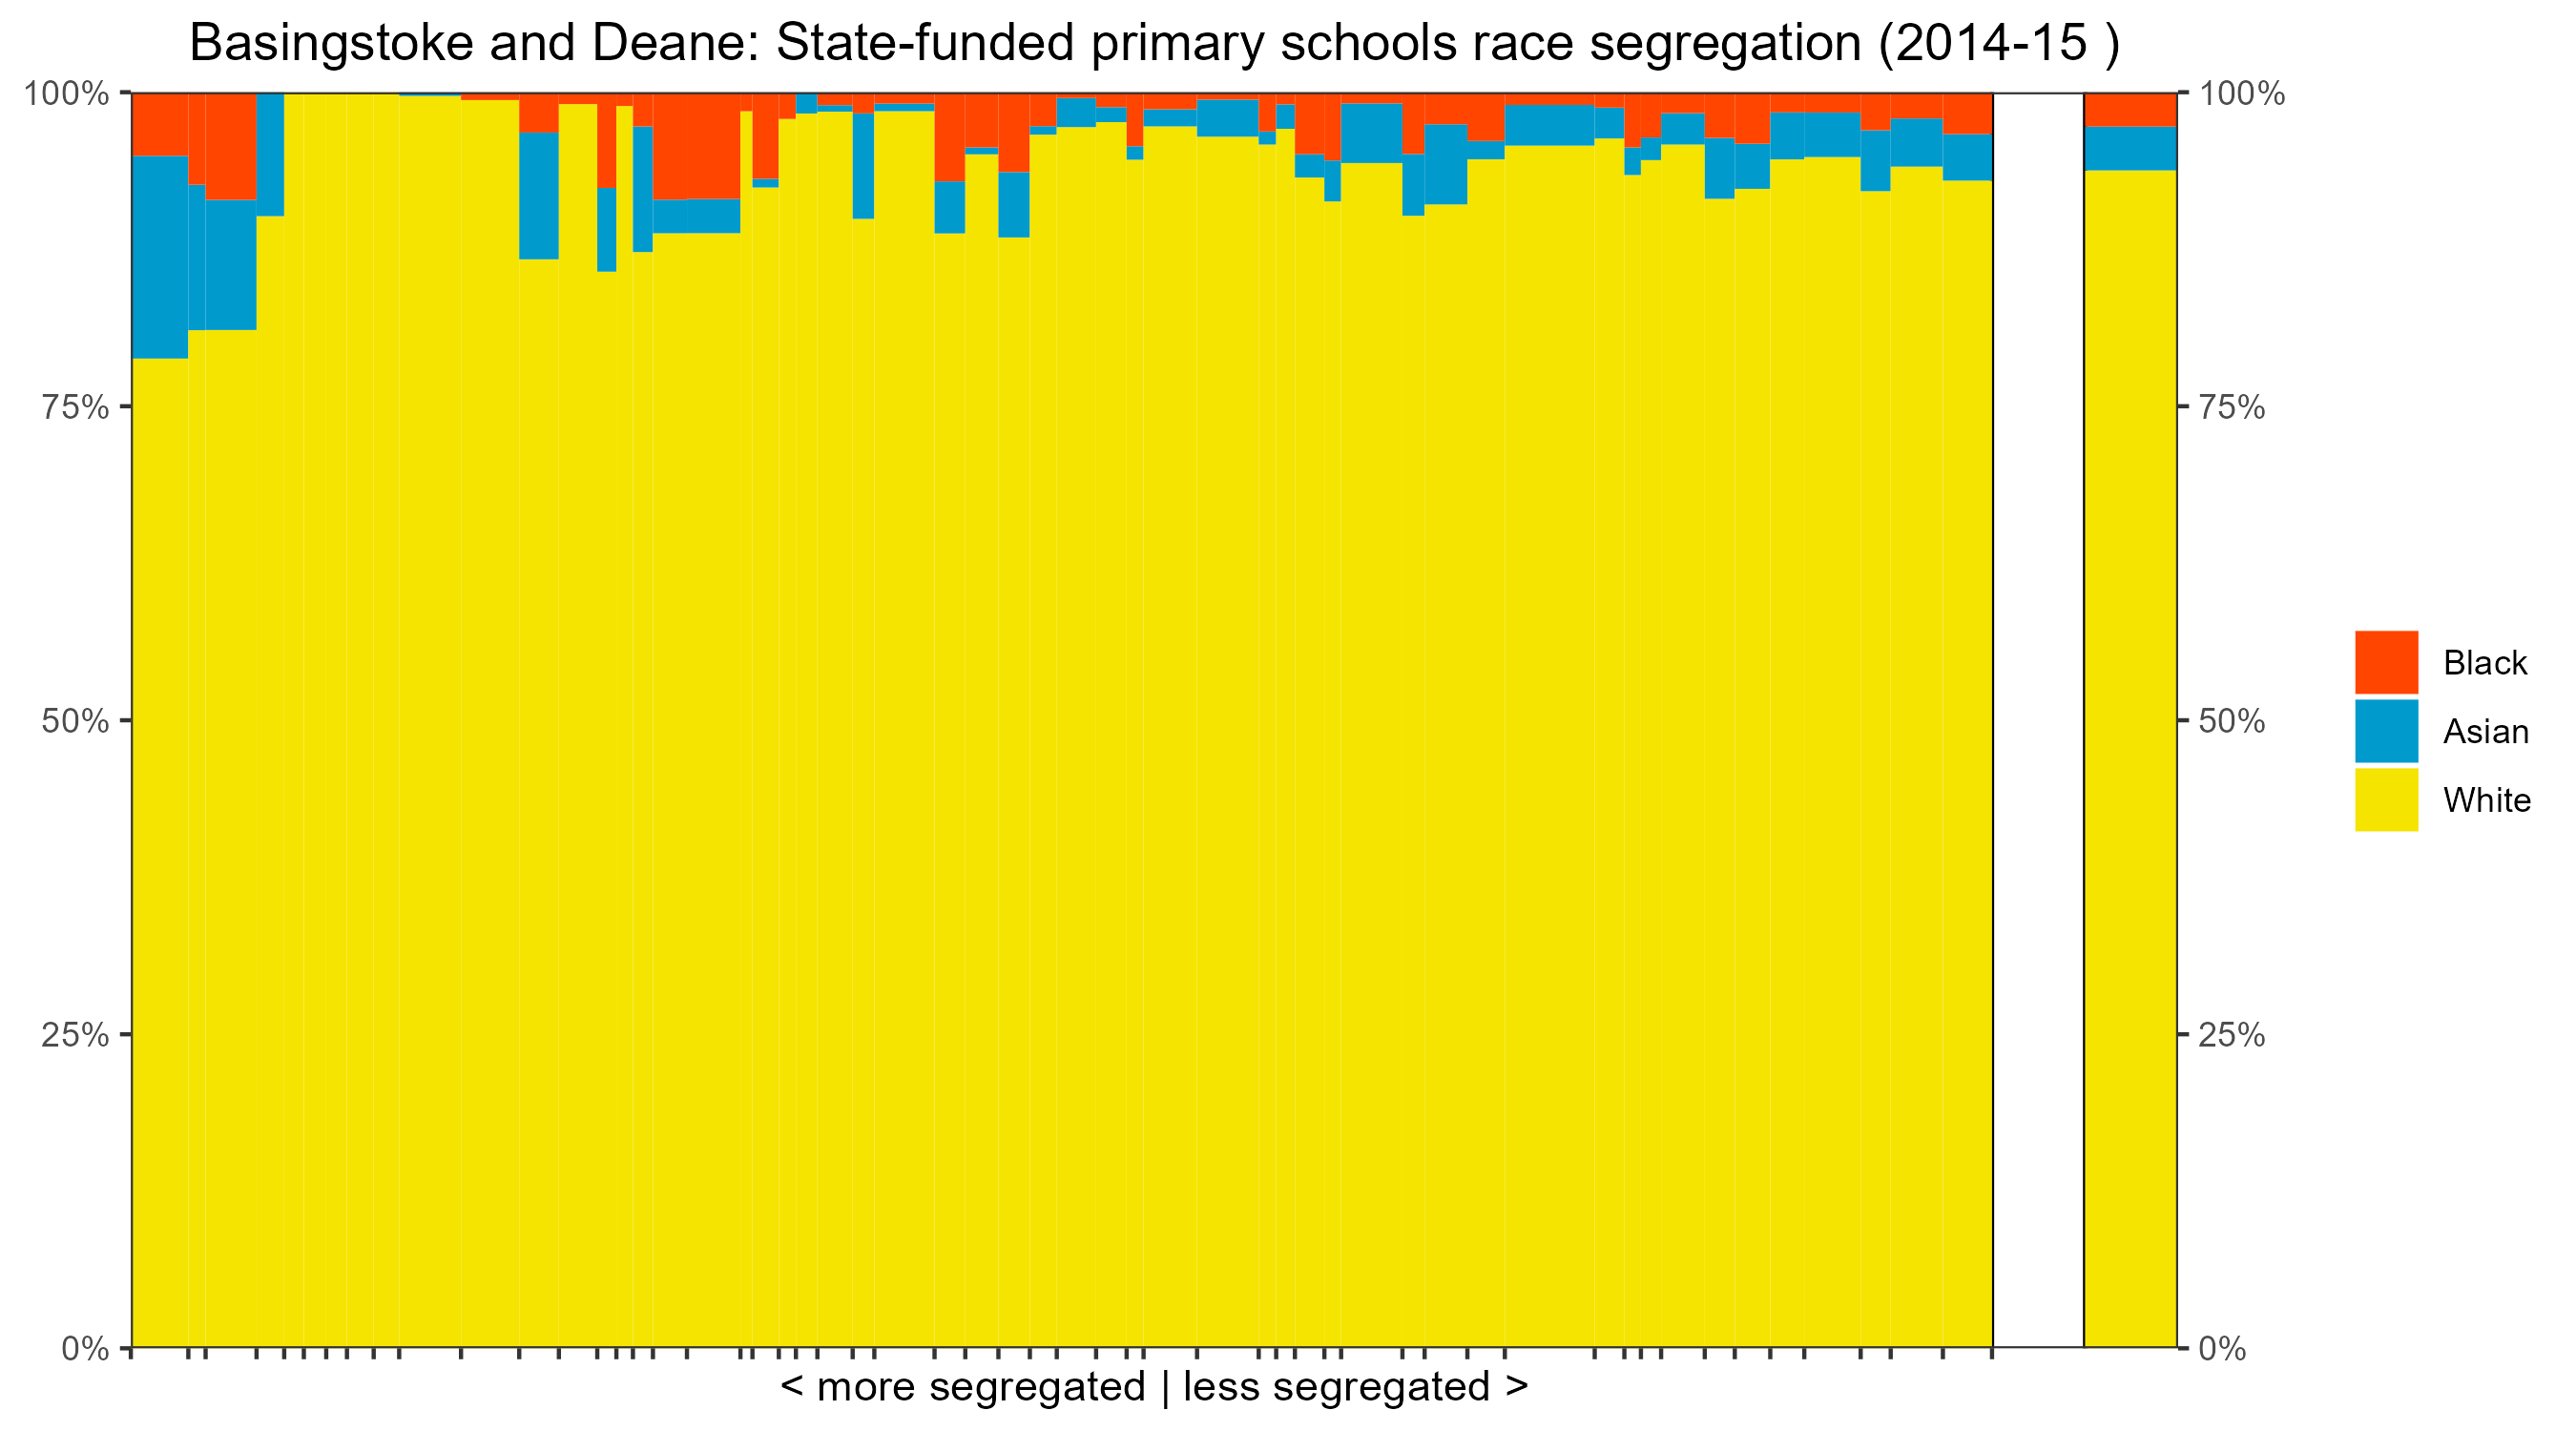 Basingstoke and Deane: State-funded primary schools race segregation (2014-15 )
100%
75%
50%
25%
0%
100%
75%
50%
25%
0%
Black
Asian
White
< more segregated | less segregated >